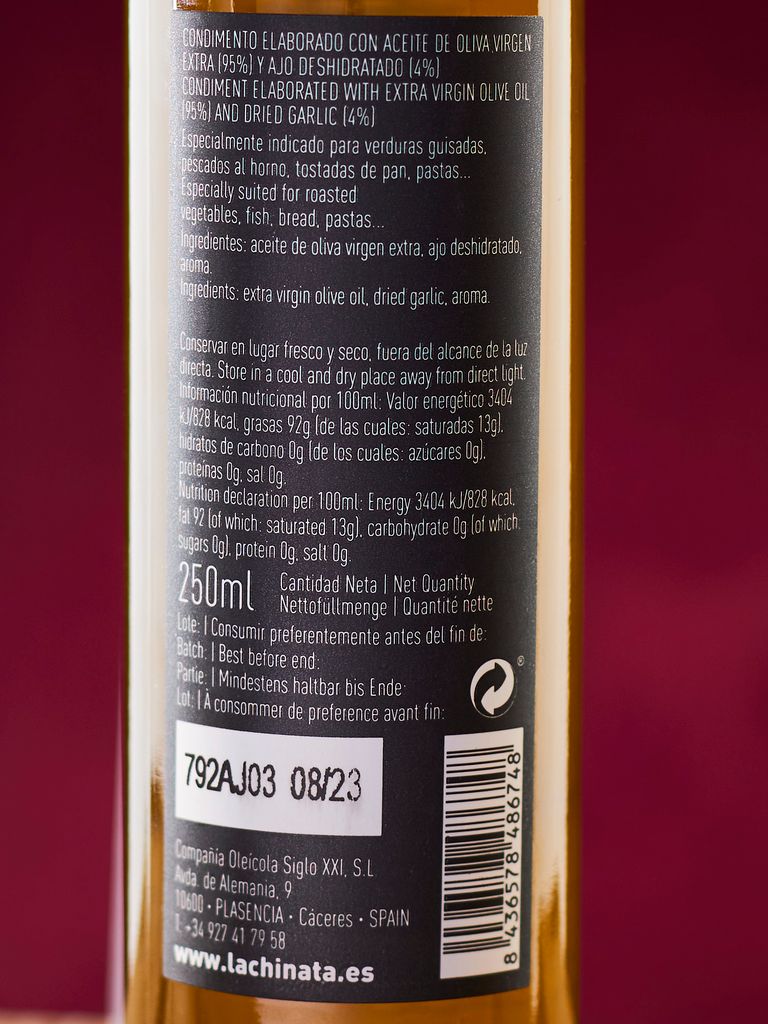 CONDIMENTO ELABORADO CON ACEITE DE OLIVA VIRGEN
EXTRA (95%) Y AJO DESHIDRATADO (4%)
CONDIMENT ELABORATED WITH EXTRA VIRGIN OLIVE OIL
(95%) AND DRIED GARLIC (4%)
Especialmente indicado para verduras guisadas,
pescados al horno, tostadas de pan, pastas...
Especially suited for roasted
vegetables, fish, bread, pastas...
Ingredientes: aceite de oliva virgen extra, ajo deshidratado,
aroma.
Ingredients: extra virgin olive oil, dried garlic, aroma.
Conservar en lugar fresco y seco, fuera del alcance de la luz
directa. Store in a cool and dry place away from direct light.
Información nutricional por 100ml: Valor energético 3404
kJ/828 kcal, grasas 92g (de las cuales: saturadas 13g),
hidratos de carbono 0g (de los cuales: azúcares 0g),
proteínas 0g, sal 0g.
Nutrition declaration per 100ml: Energy 3404 kJ/828 kcal,
fat 92 (of which: saturated 13g), carbohydrate 0g (of which:
sugars 0g), protein 0g, salt 0g.
250ml Cantidad Neta | Net Quantity
Nettofüllmenge | Quantité nette
Lote: | Consumir preferentemente antes del fin de:
Batch: | Best before end:
Partie: | Mindestens haltbar bis Ende:
Lot: | À consommer de preference avant fin:
®
792AJ03 08/23
8 436578 486748
Compañia Oleícola Siglo XXI, S.L.
Avda. de Alemania, 9
10600 · PLASENCIA · Cáceres · SPAIN
T: +34 927 41 79 58
www.lachinata.es